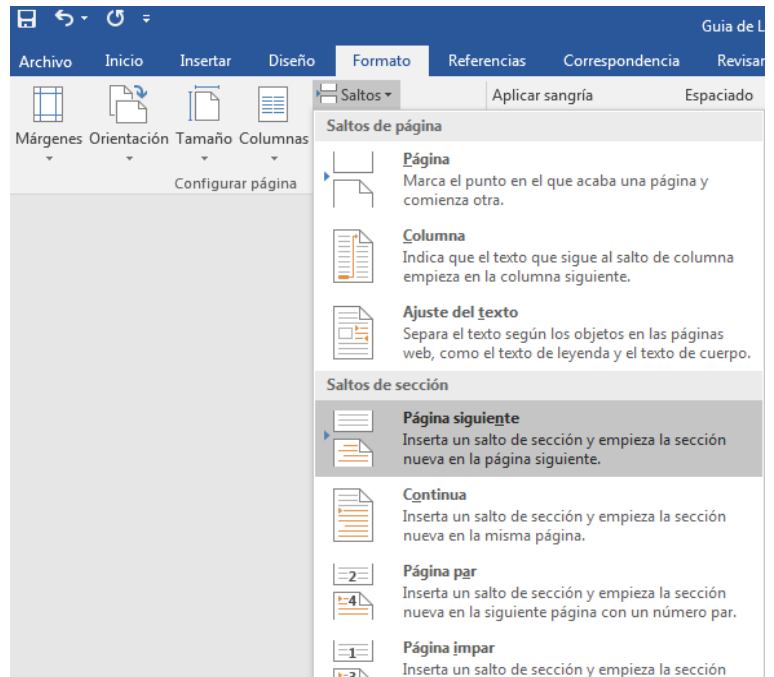 Guia de L
Archivo Inicio Insertar Diseño Formato Referencias Correspondencia Revisar
Saltos Aplicar sangría Espaciado
Márgenes Orientación Tamaño Columnas
Configurar página
Saltos de página
Página
Marca el punto en el que acaba una página y
comienza otra.
Columna
Indica que el texto que sigue al salto de columna
empieza en la columna siguiente.
Ajuste del texto
Separa el texto según los objetos en las páginas
web, como el texto de leyenda y el texto de cuerpo.
Saltos de sección
Página siguiente
Inserta un salto de sección y empieza la sección
nueva en la página siguiente.
Continua
Inserta un salto de sección y empieza la sección
nueva en la misma página.
2
4
Página par
Inserta un salto de sección y empieza la sección
nueva en la siguiente página con un número par.
1
3
Página impar
Inserta un salto de sección y empieza la sección